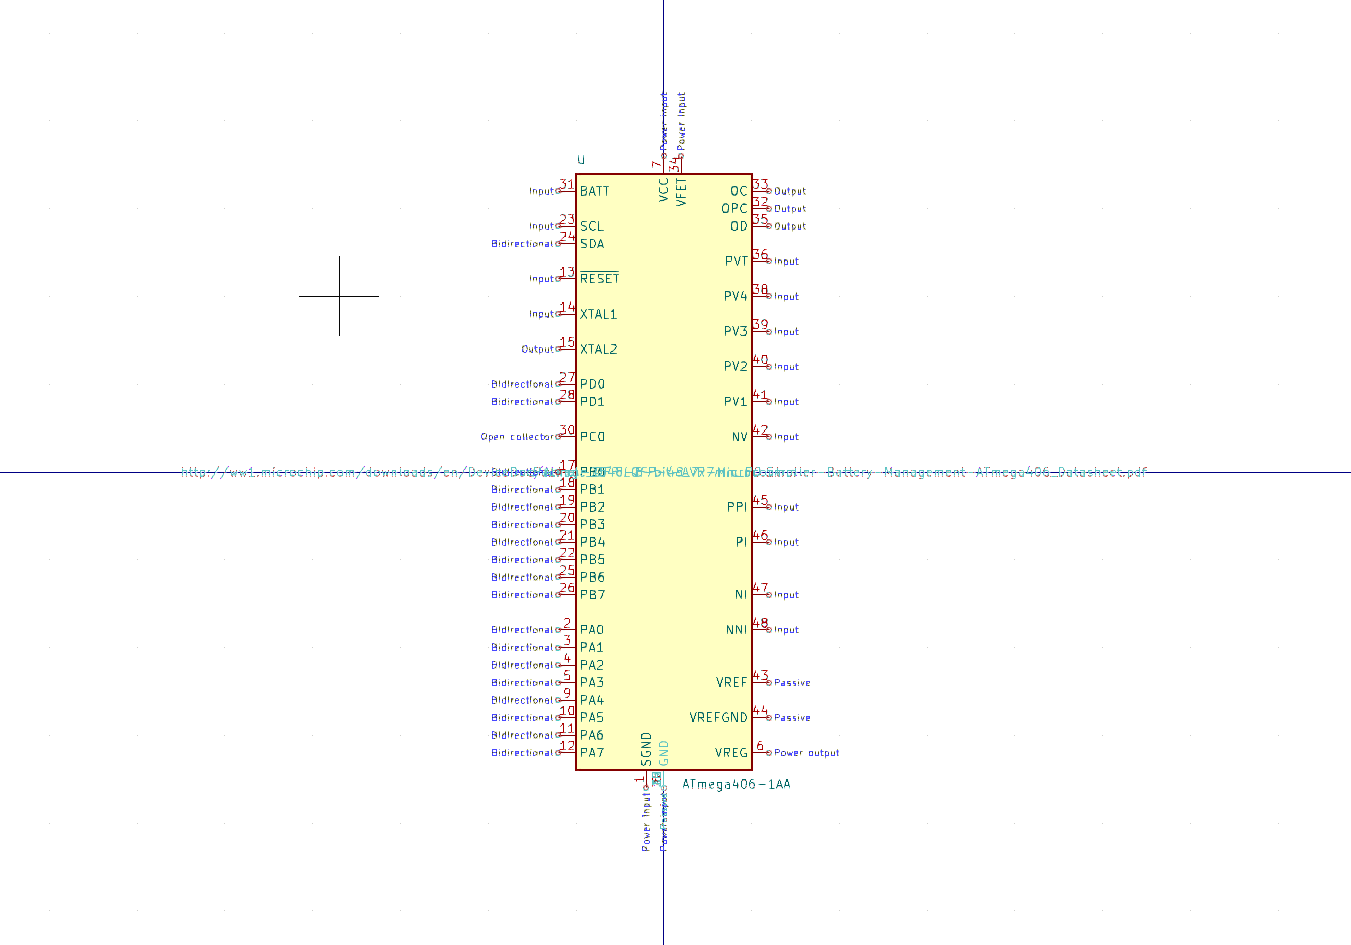 Power Input
Power Input
7
34
U
VCC
VFET
Input 31 BATT
OC 33 Output
OPC 32 Output
Input 23 SCL
OD 35 Output
Bidirectional 24 SDA
PVT 36 Input
Input 13 RESET
PV4 38 Input
Input 14 XTAL1
PV3 39 Input
Output 15 XTAL2
PV2 40 Input
Bidirectional 27 PD0
Bidirectional 28 PD1
PV1 41 Input
Open collector 30 PC0
NV 42 Input
17 PB0
http://ww1.microchip.com/downloads/en/
Battery Management ATmega406_Datasheet.pdf
Bidirectional 18 PB1
Bidirectional 19 PB2
PPI 45 Input
Bidirectional 20 PB3
Bidirectional 21 PB4
PI 46 Input
Bidirectional 22 PB5
Bidirectional 25 PB6
Bidirectional 26 PB7
NI 47 Input
Bidirectional 2 PA0
NNI 48 Input
Bidirectional 3 PA1
Bidirectional 4 PA2
Bidirectional 5 PA3
VREF 43 Passive
Bidirectional 9 PA4
Bidirectional 10 PA5
VREFGND 44 Passive
Bidirectional 11 PA6
Bidirectional 12 PA7
VREG 6 Power output
SGND
GND
1
ATmega406-1AA
Power Input